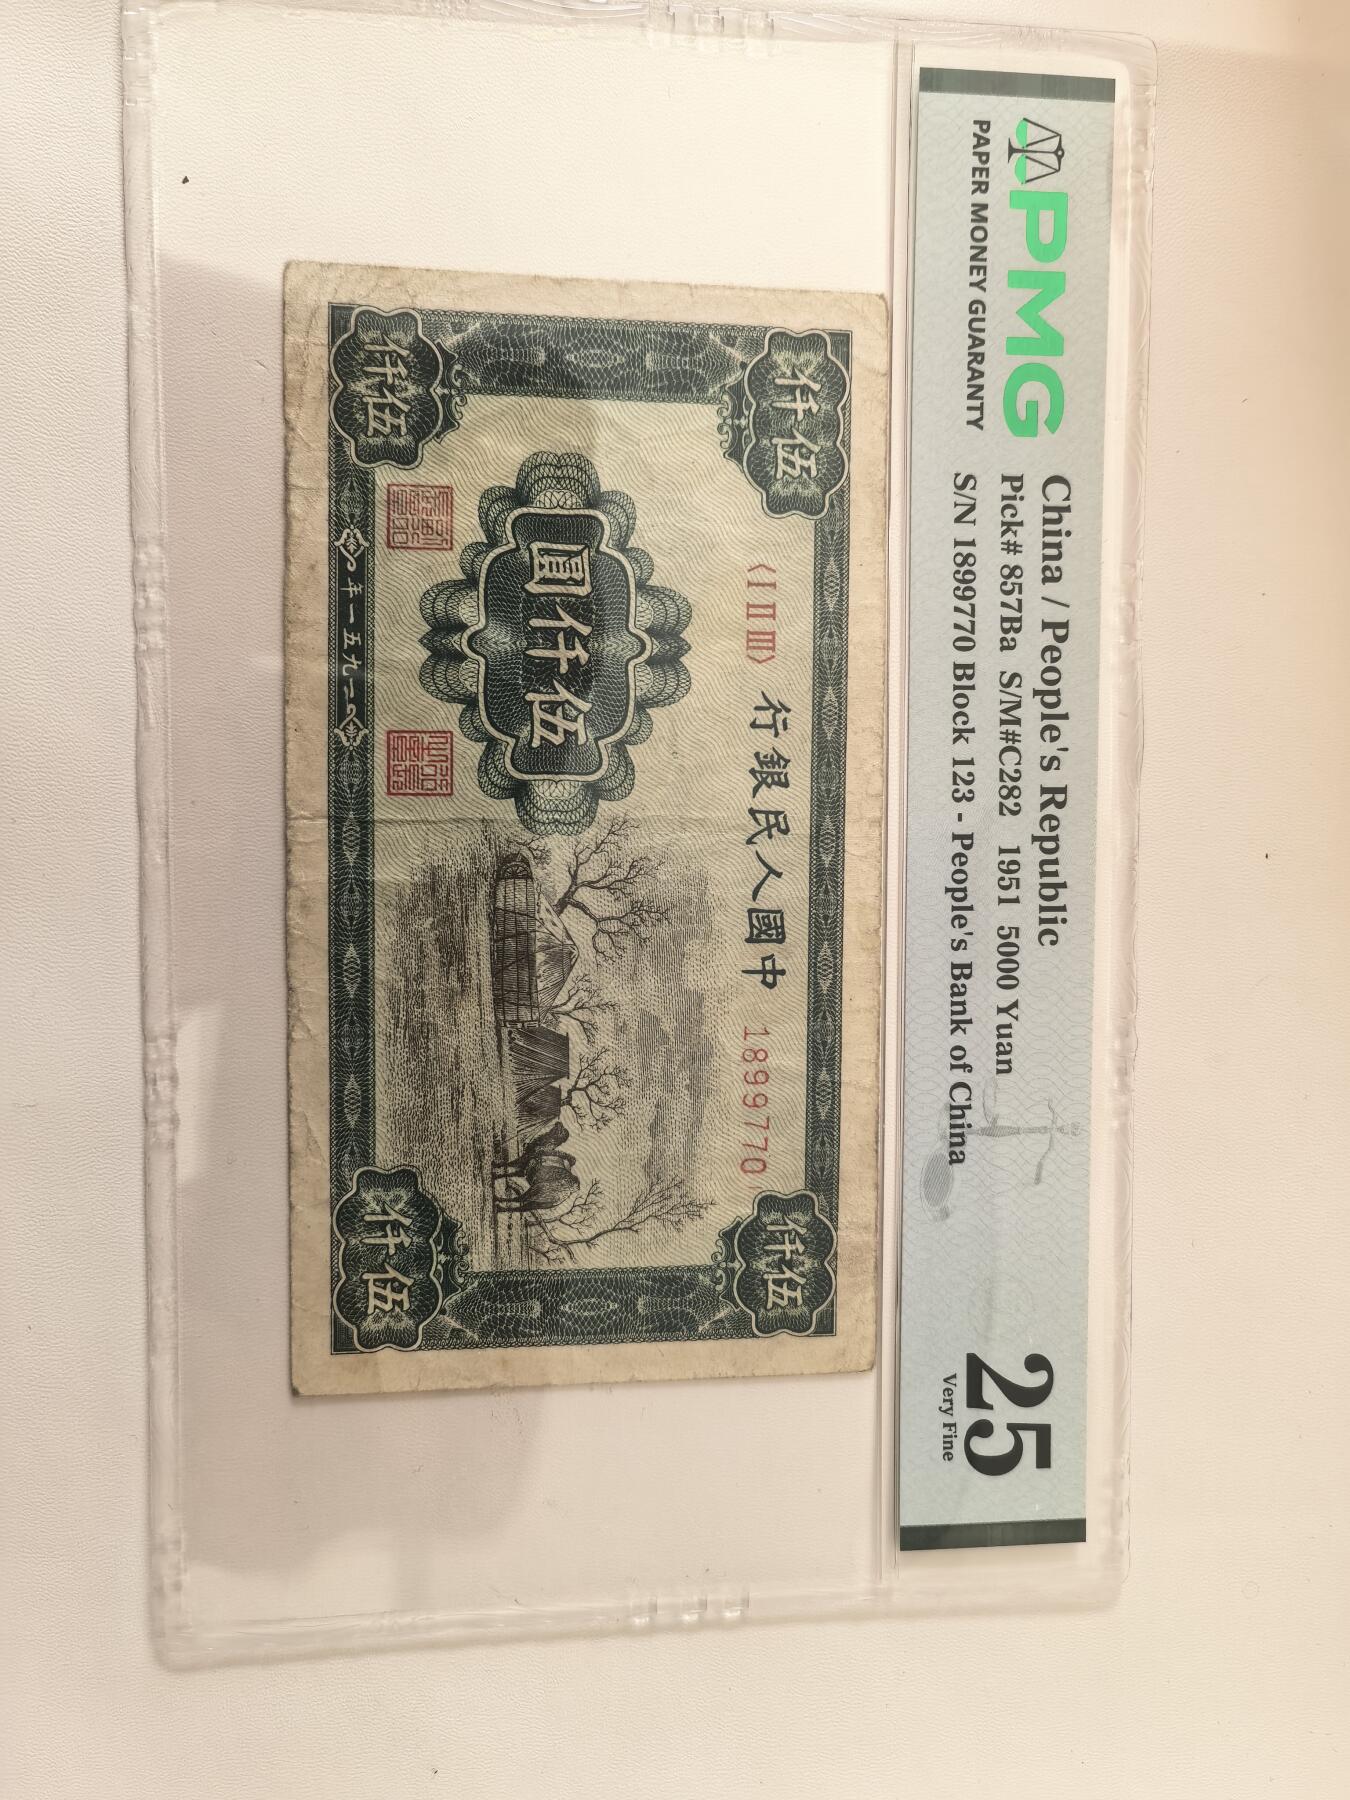 PMG
PAPER MONEY GUARANTY
China / People's Republic
Pick# 857Ba S/M#C282 1951 5000 Yuan
S/N 1899770 Block 123 - People's Bank of China
25
Very Fine
仟伍
仟伍
〈I II III〉 行銀民人國中 1899770
圓仟伍
年一五九一
仟伍
仟伍